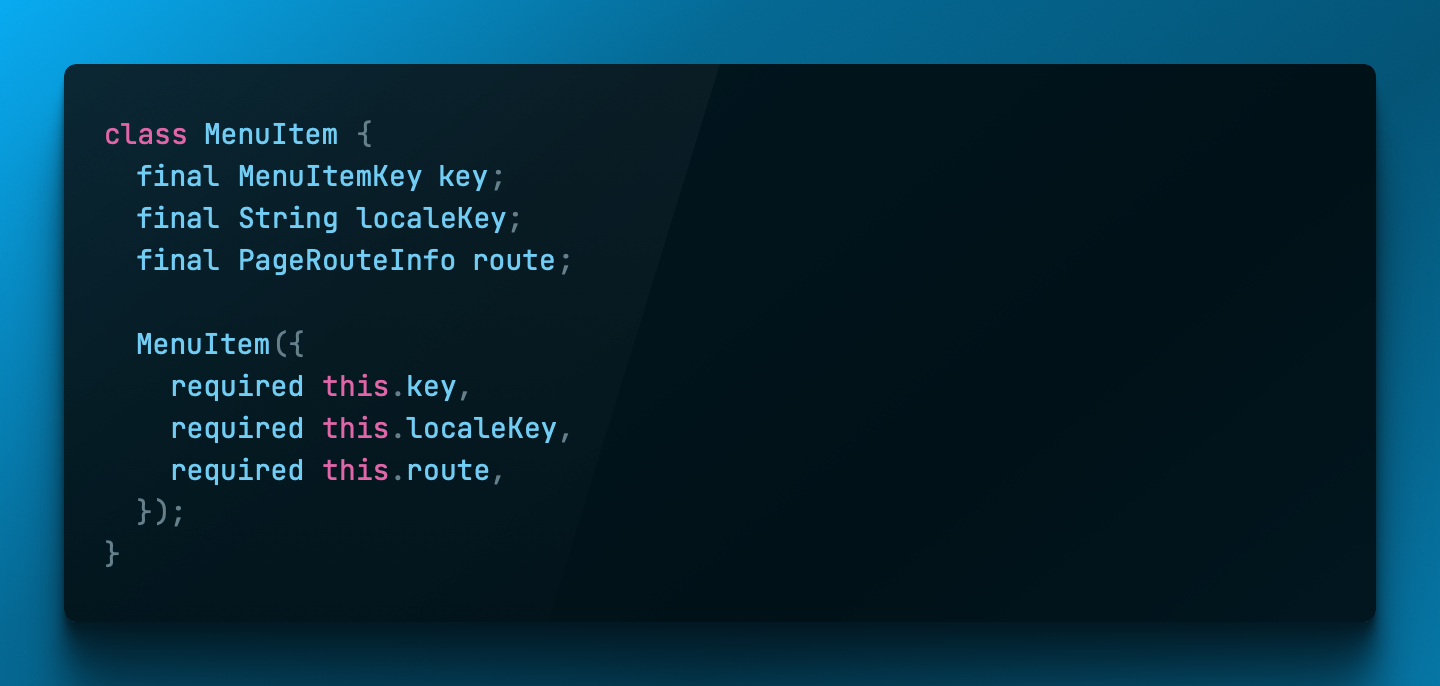 class MenuItem {
  final MenuItemKey key;
  final String localeKey;
  final PageRouteInfo route;

  MenuItem({
    required this.key,
    required this.localeKey,
    required this.route,
  });
}